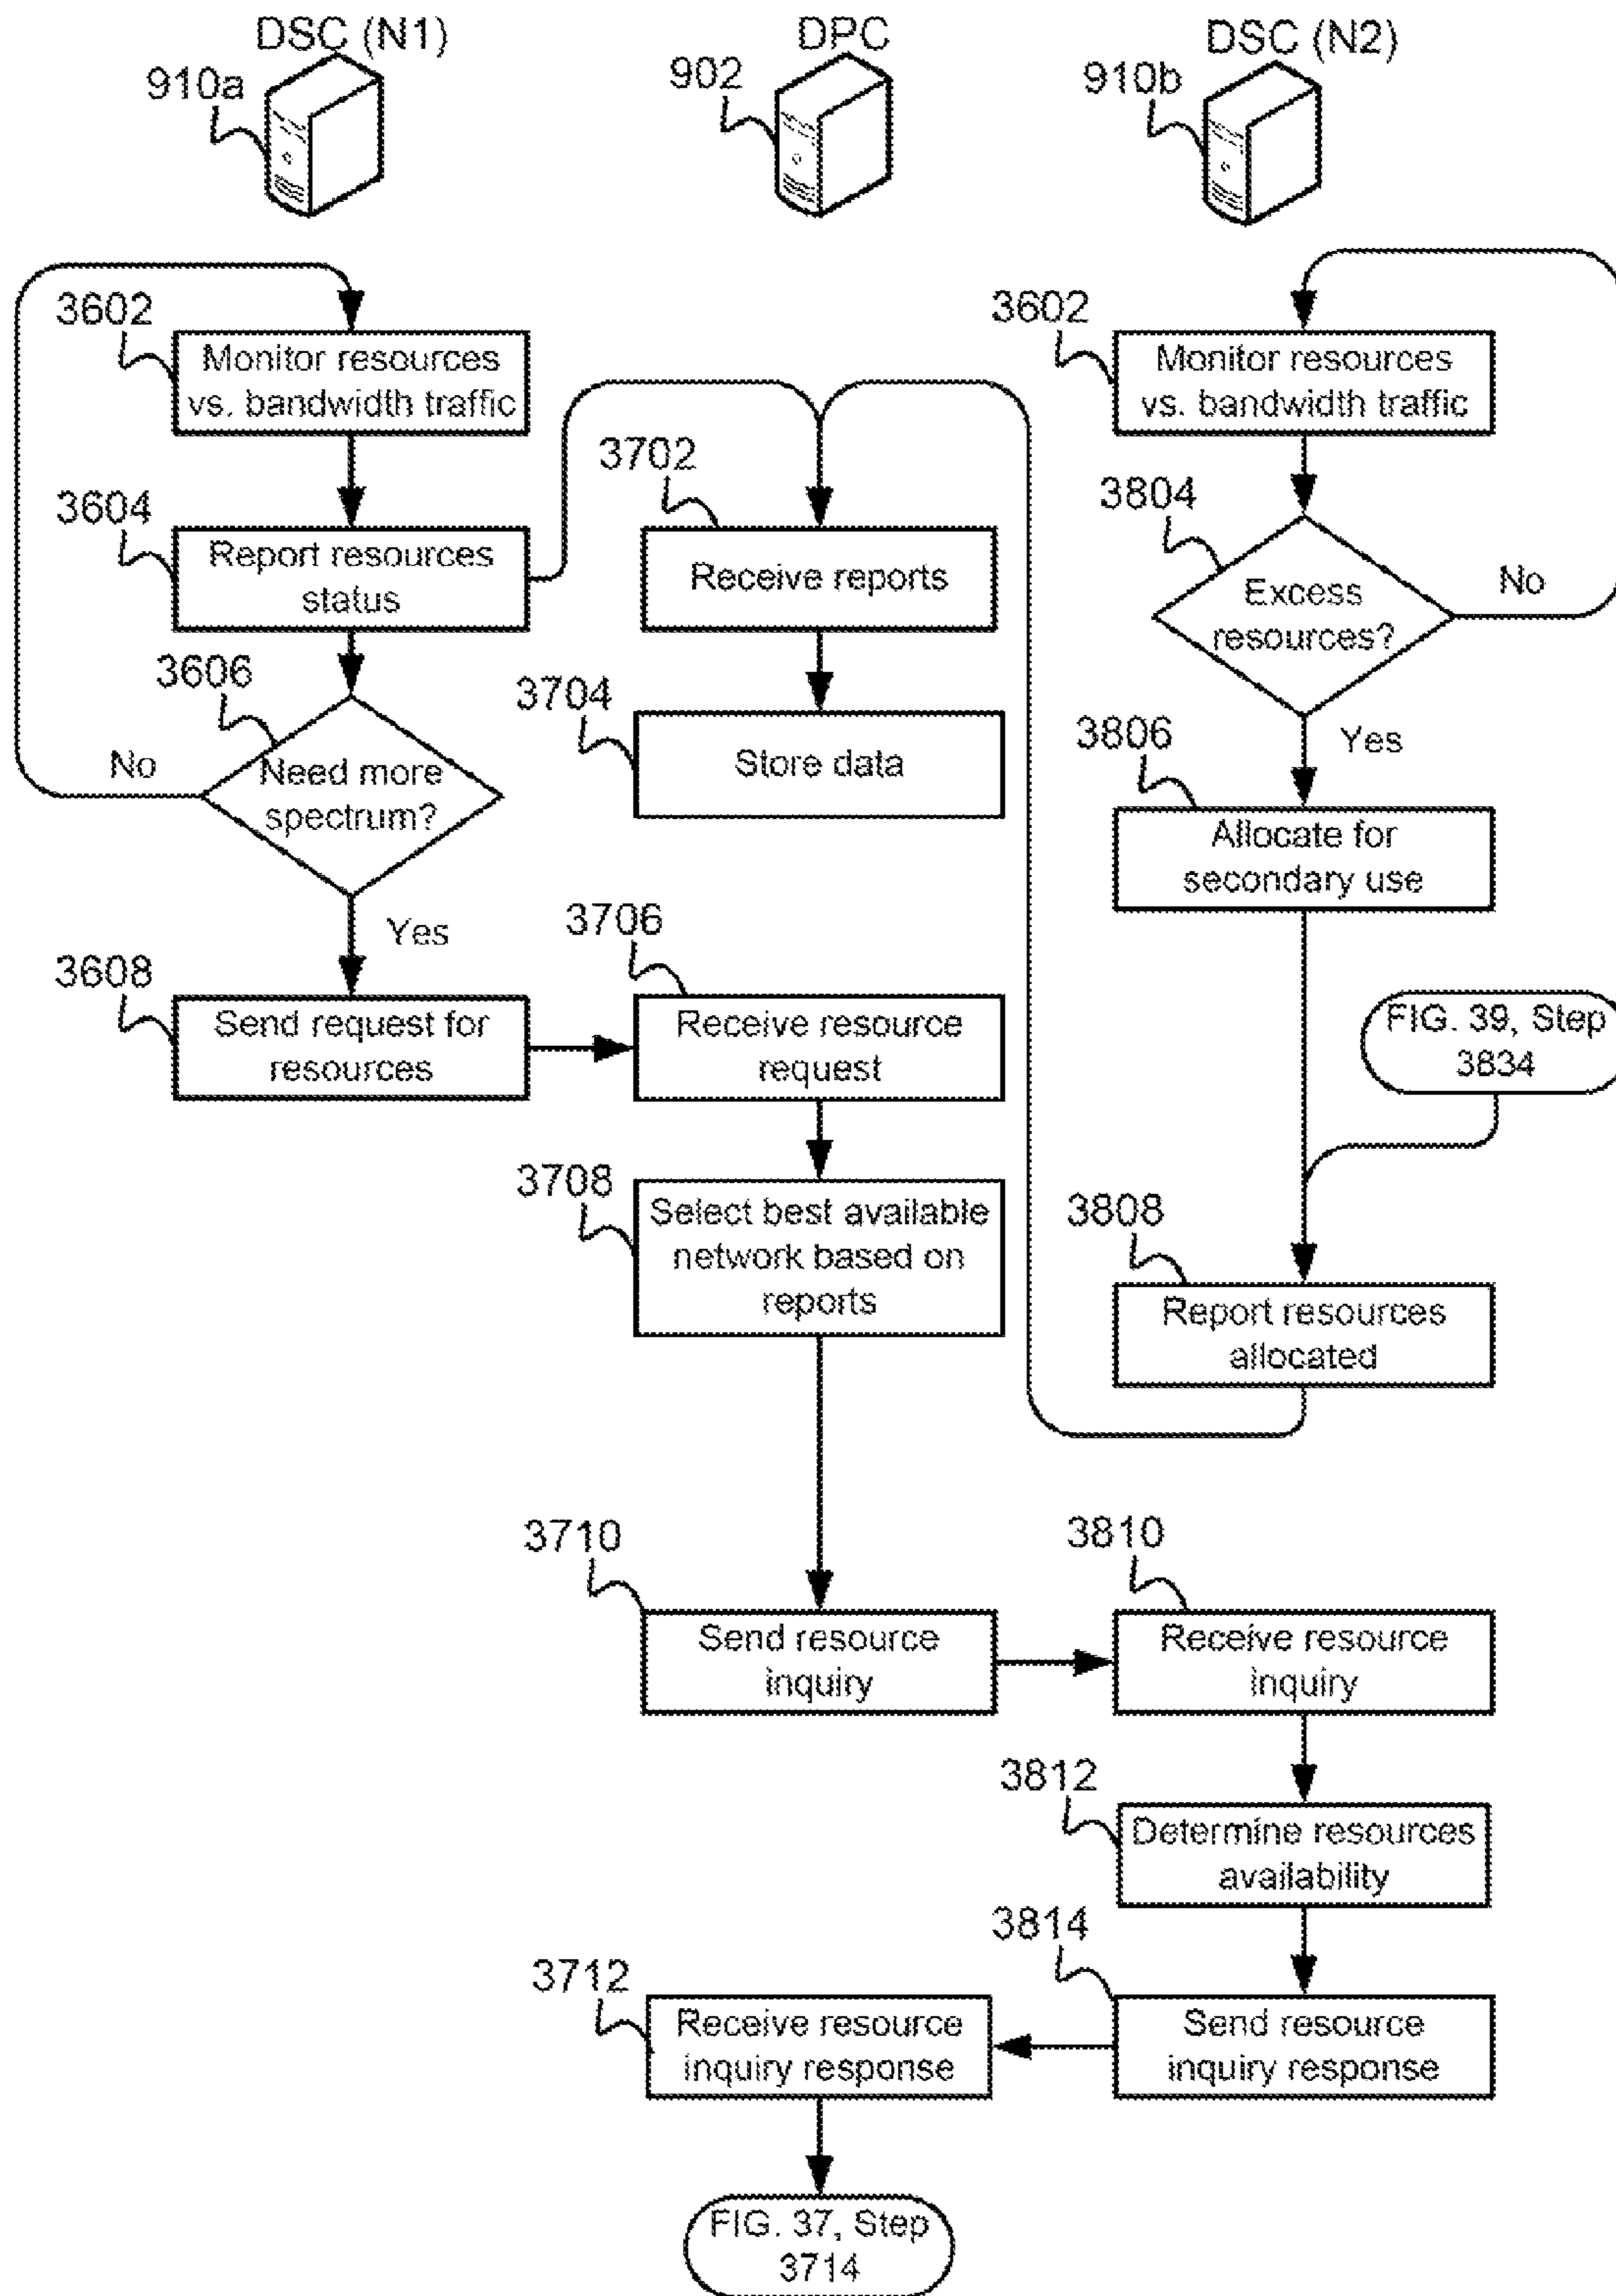 DSC (N1)
DPC
DSC (N2)
910a
902
910b
3602
Monitor resources
vs. bandwidth traffic
3602
Monitor resources
vs. bandwidth traffic
3604
Report resources
status
3702
Receive reports
3804
Excess
resources?
No
3606
Need more
spectrum?
No
3704
Store data
Yes
3806
Allocate for
secondary use
Yes
3608
Send request for
resources
3706
Receive resource
request
FIG. 39, Step
3834
3708
Select best available
network based on
reports
3808
Report resources
allocated
3710
Send resource
inquiry
3810
Receive resource
inquiry
3812
Determine resources
availability
3814
Send resource
inquiry response
3712
Receive resource
inquiry response
FIG. 37, Step
3714